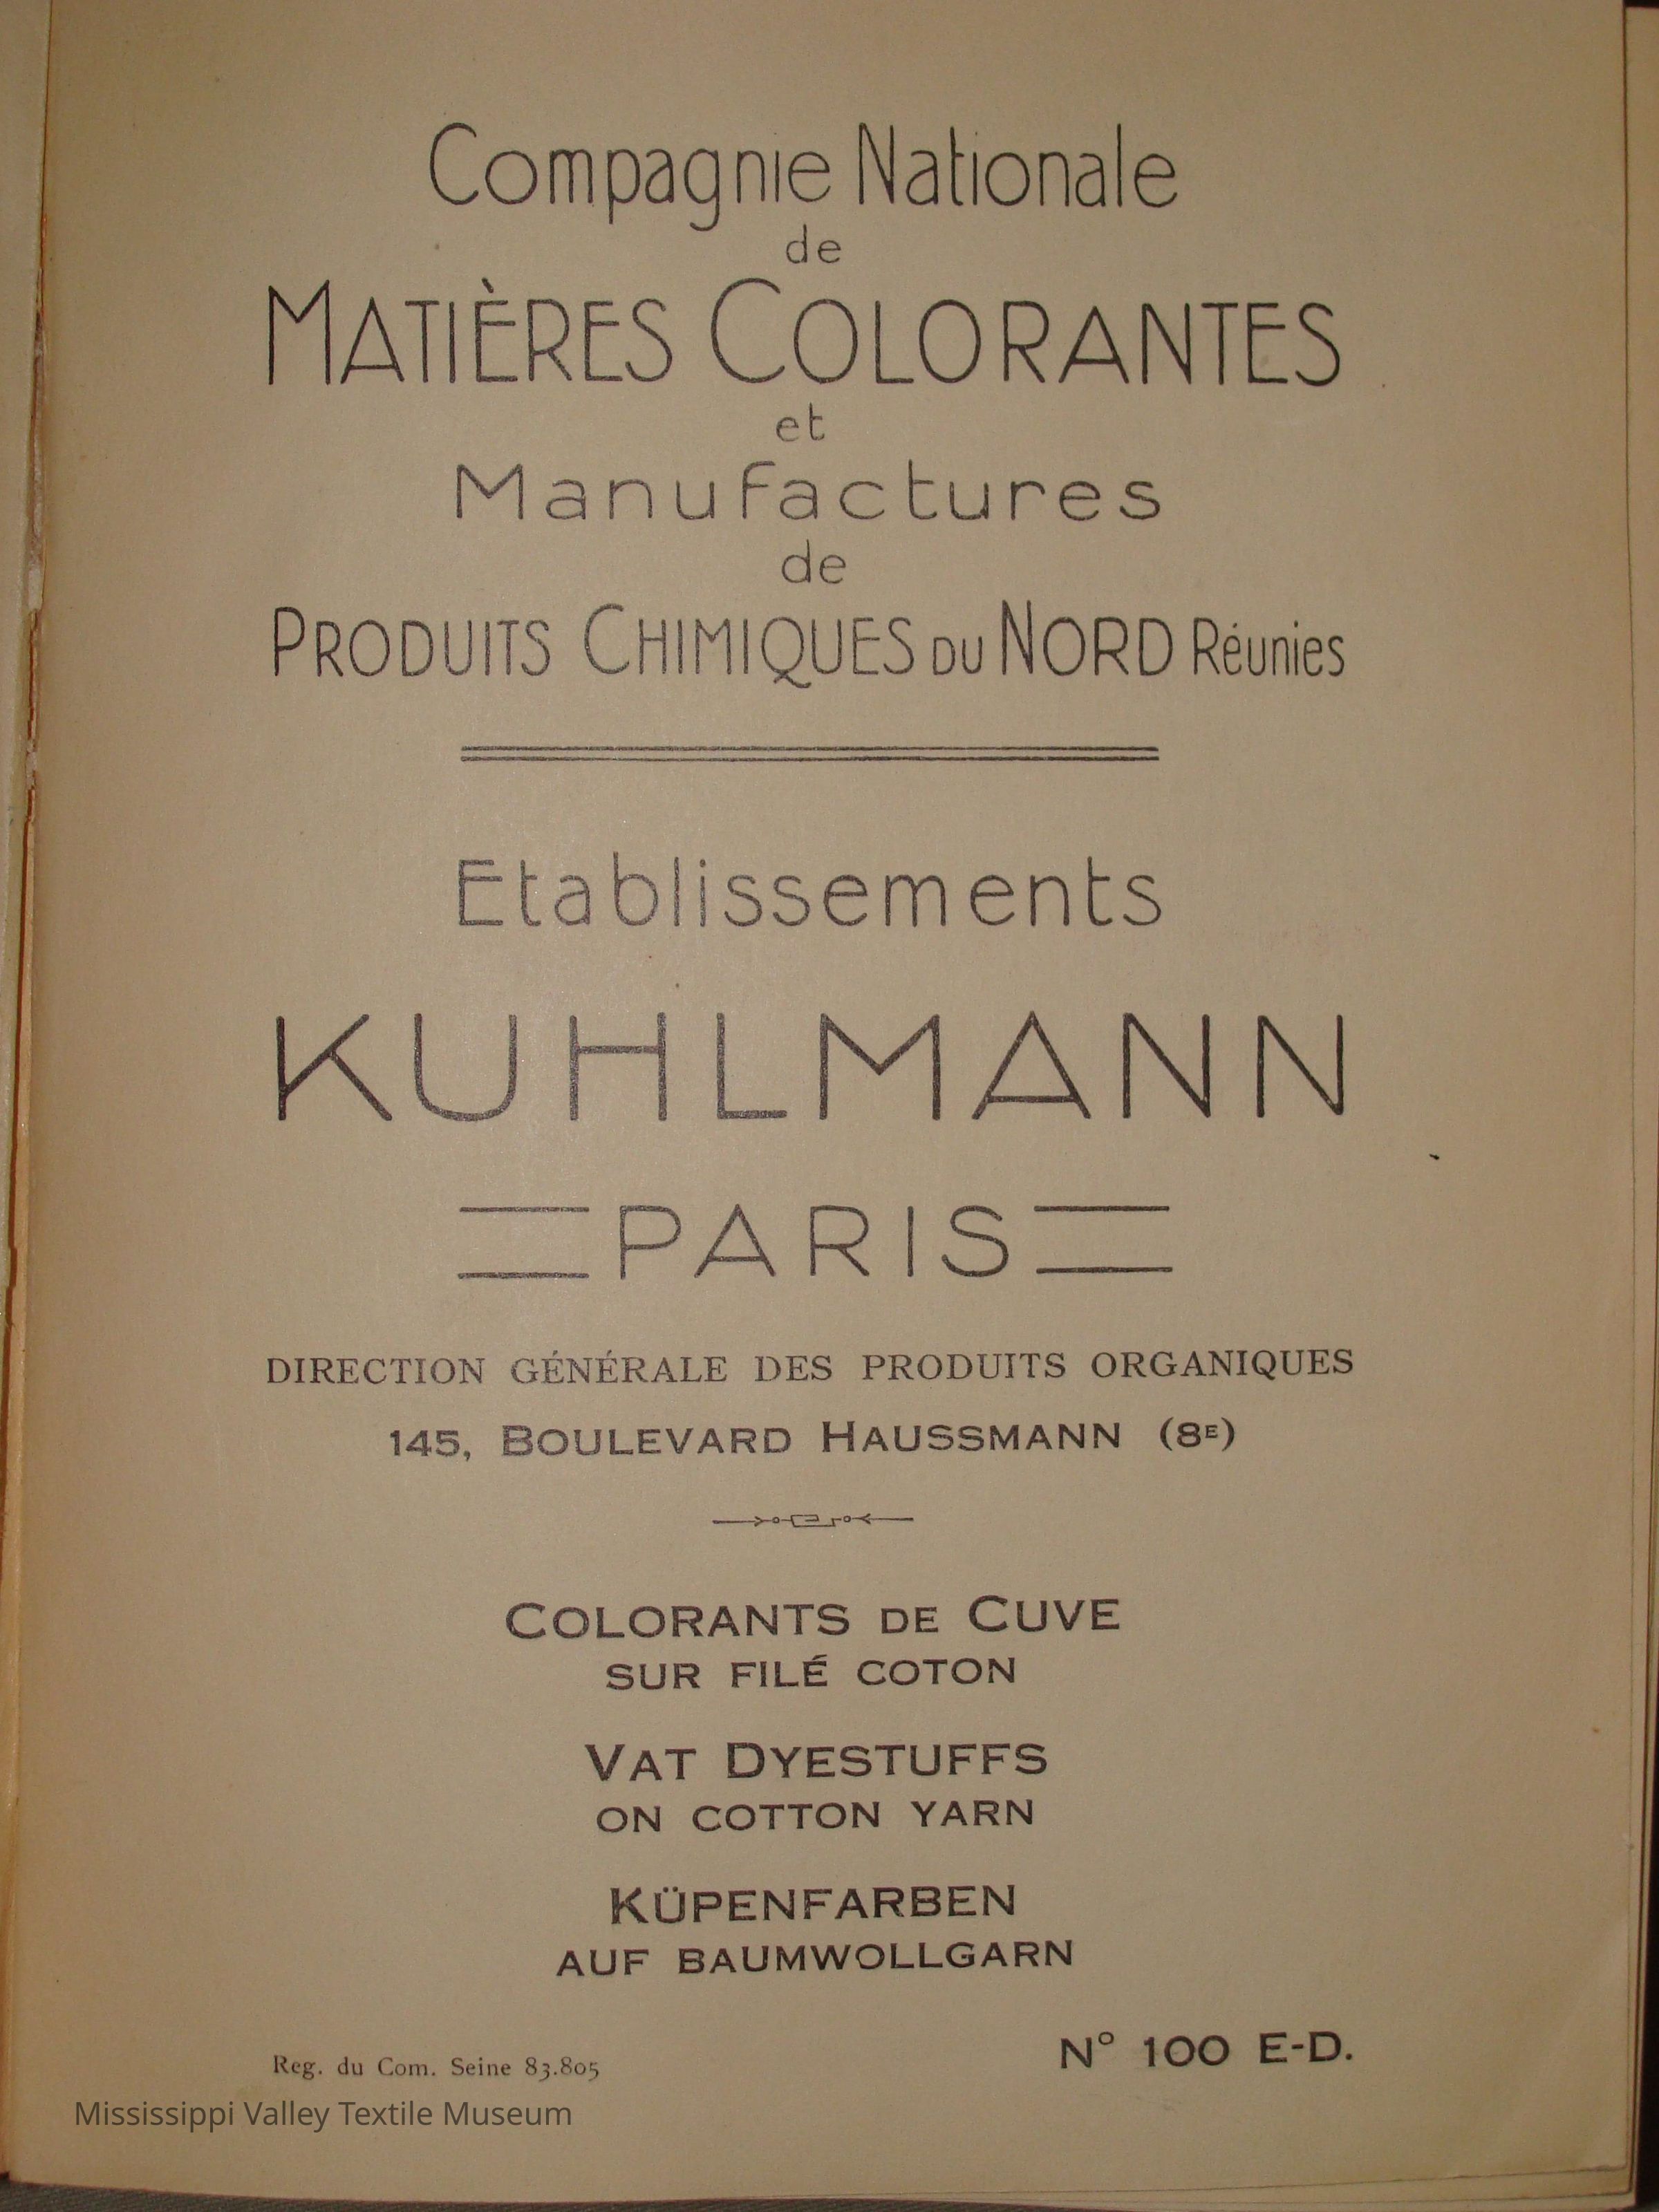 Compagnie Nationale
de
MATIÈRES COLORANTES
et
Manufactures
de
PRODUITS CHIMIQUES DU NORD Réunies
Etablissements
KUHLMANN
PARIS
DIRECTION GÉNÉRALE DES PRODUITS ORGANIQUES
145, BOULEVARD HAUSSMANN (8E)
COLORANTS DE CUVE
SUR FILÉ COTON
VAT DYESTUFFS
ON COTTON YARN
KÜPENFARBEN
AUF BAUMWOLLGARN
N° 100 E-D.
Reg. du Com. Seine 83.805
Mississippi Valley Textile Museum